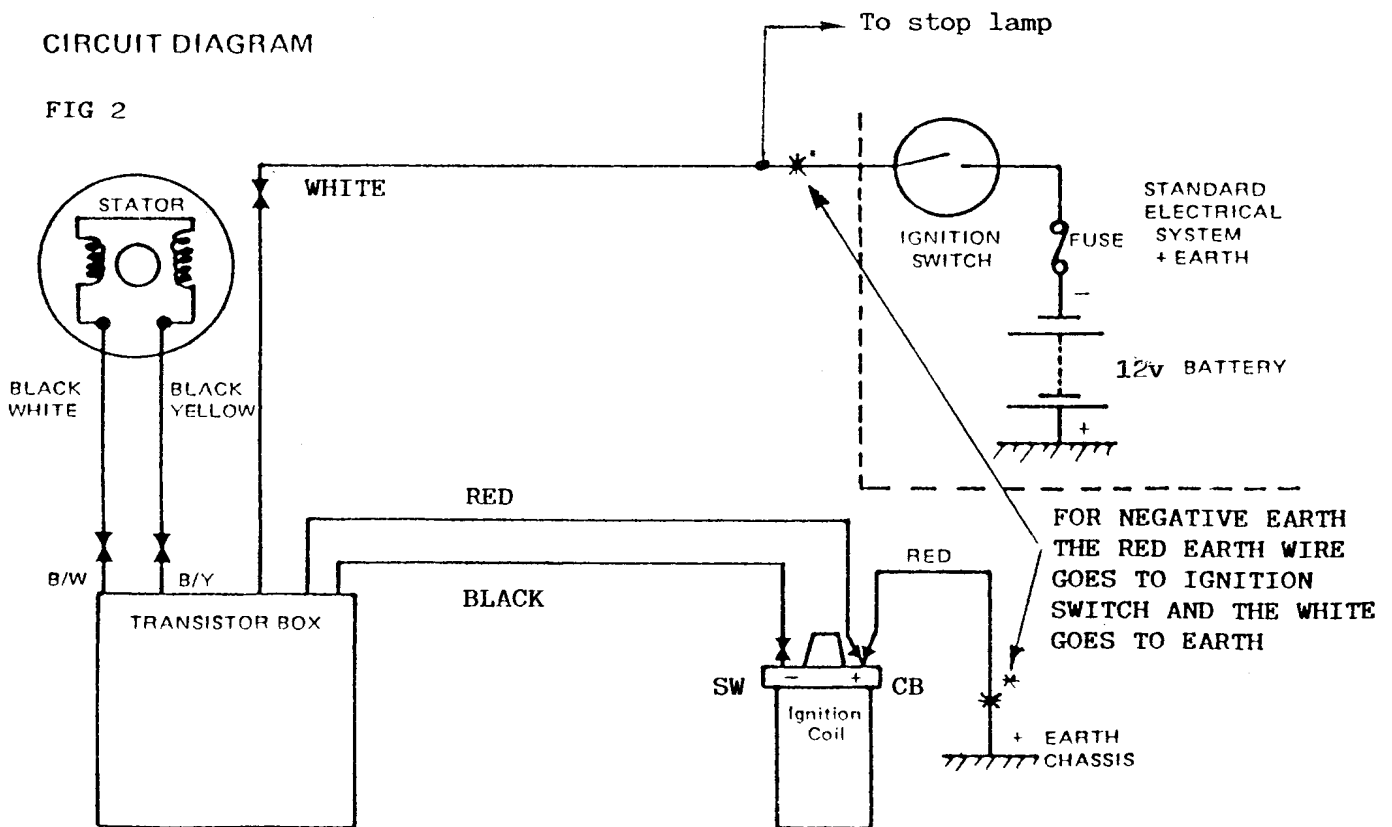 To stop lamp
CIRCUIT DIAGRAM
FIG 2
WHITE
STATOR
IGNITION
SWITCH
FUSE
STANDARD
ELECTRICAL
SYSTEM
+ EARTH
−
12v BATTERY
+
BLACK
WHITE
BLACK
YELLOW
RED
BLACK
B/W
B/Y
TRANSISTOR BOX
RED
FOR NEGATIVE EARTH
THE RED EARTH WIRE
GOES TO IGNITION
SWITCH AND THE WHITE
GOES TO EARTH
SW
− +
CB
Ignition
Coil
+ EARTH
CHASSIS